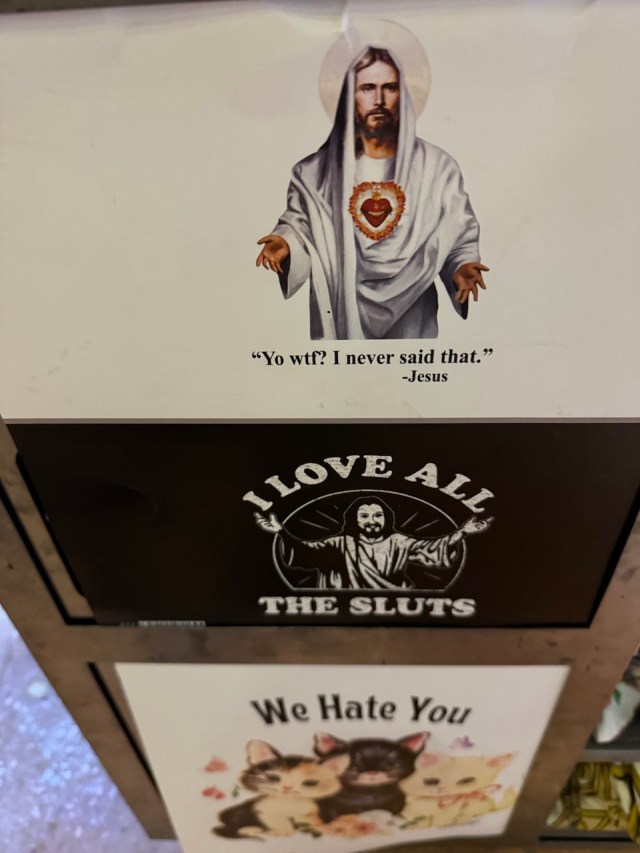 “Yo wtf? I never said that.”
-Jesus
I LOVE ALL
THE SLUTS
We Hate You